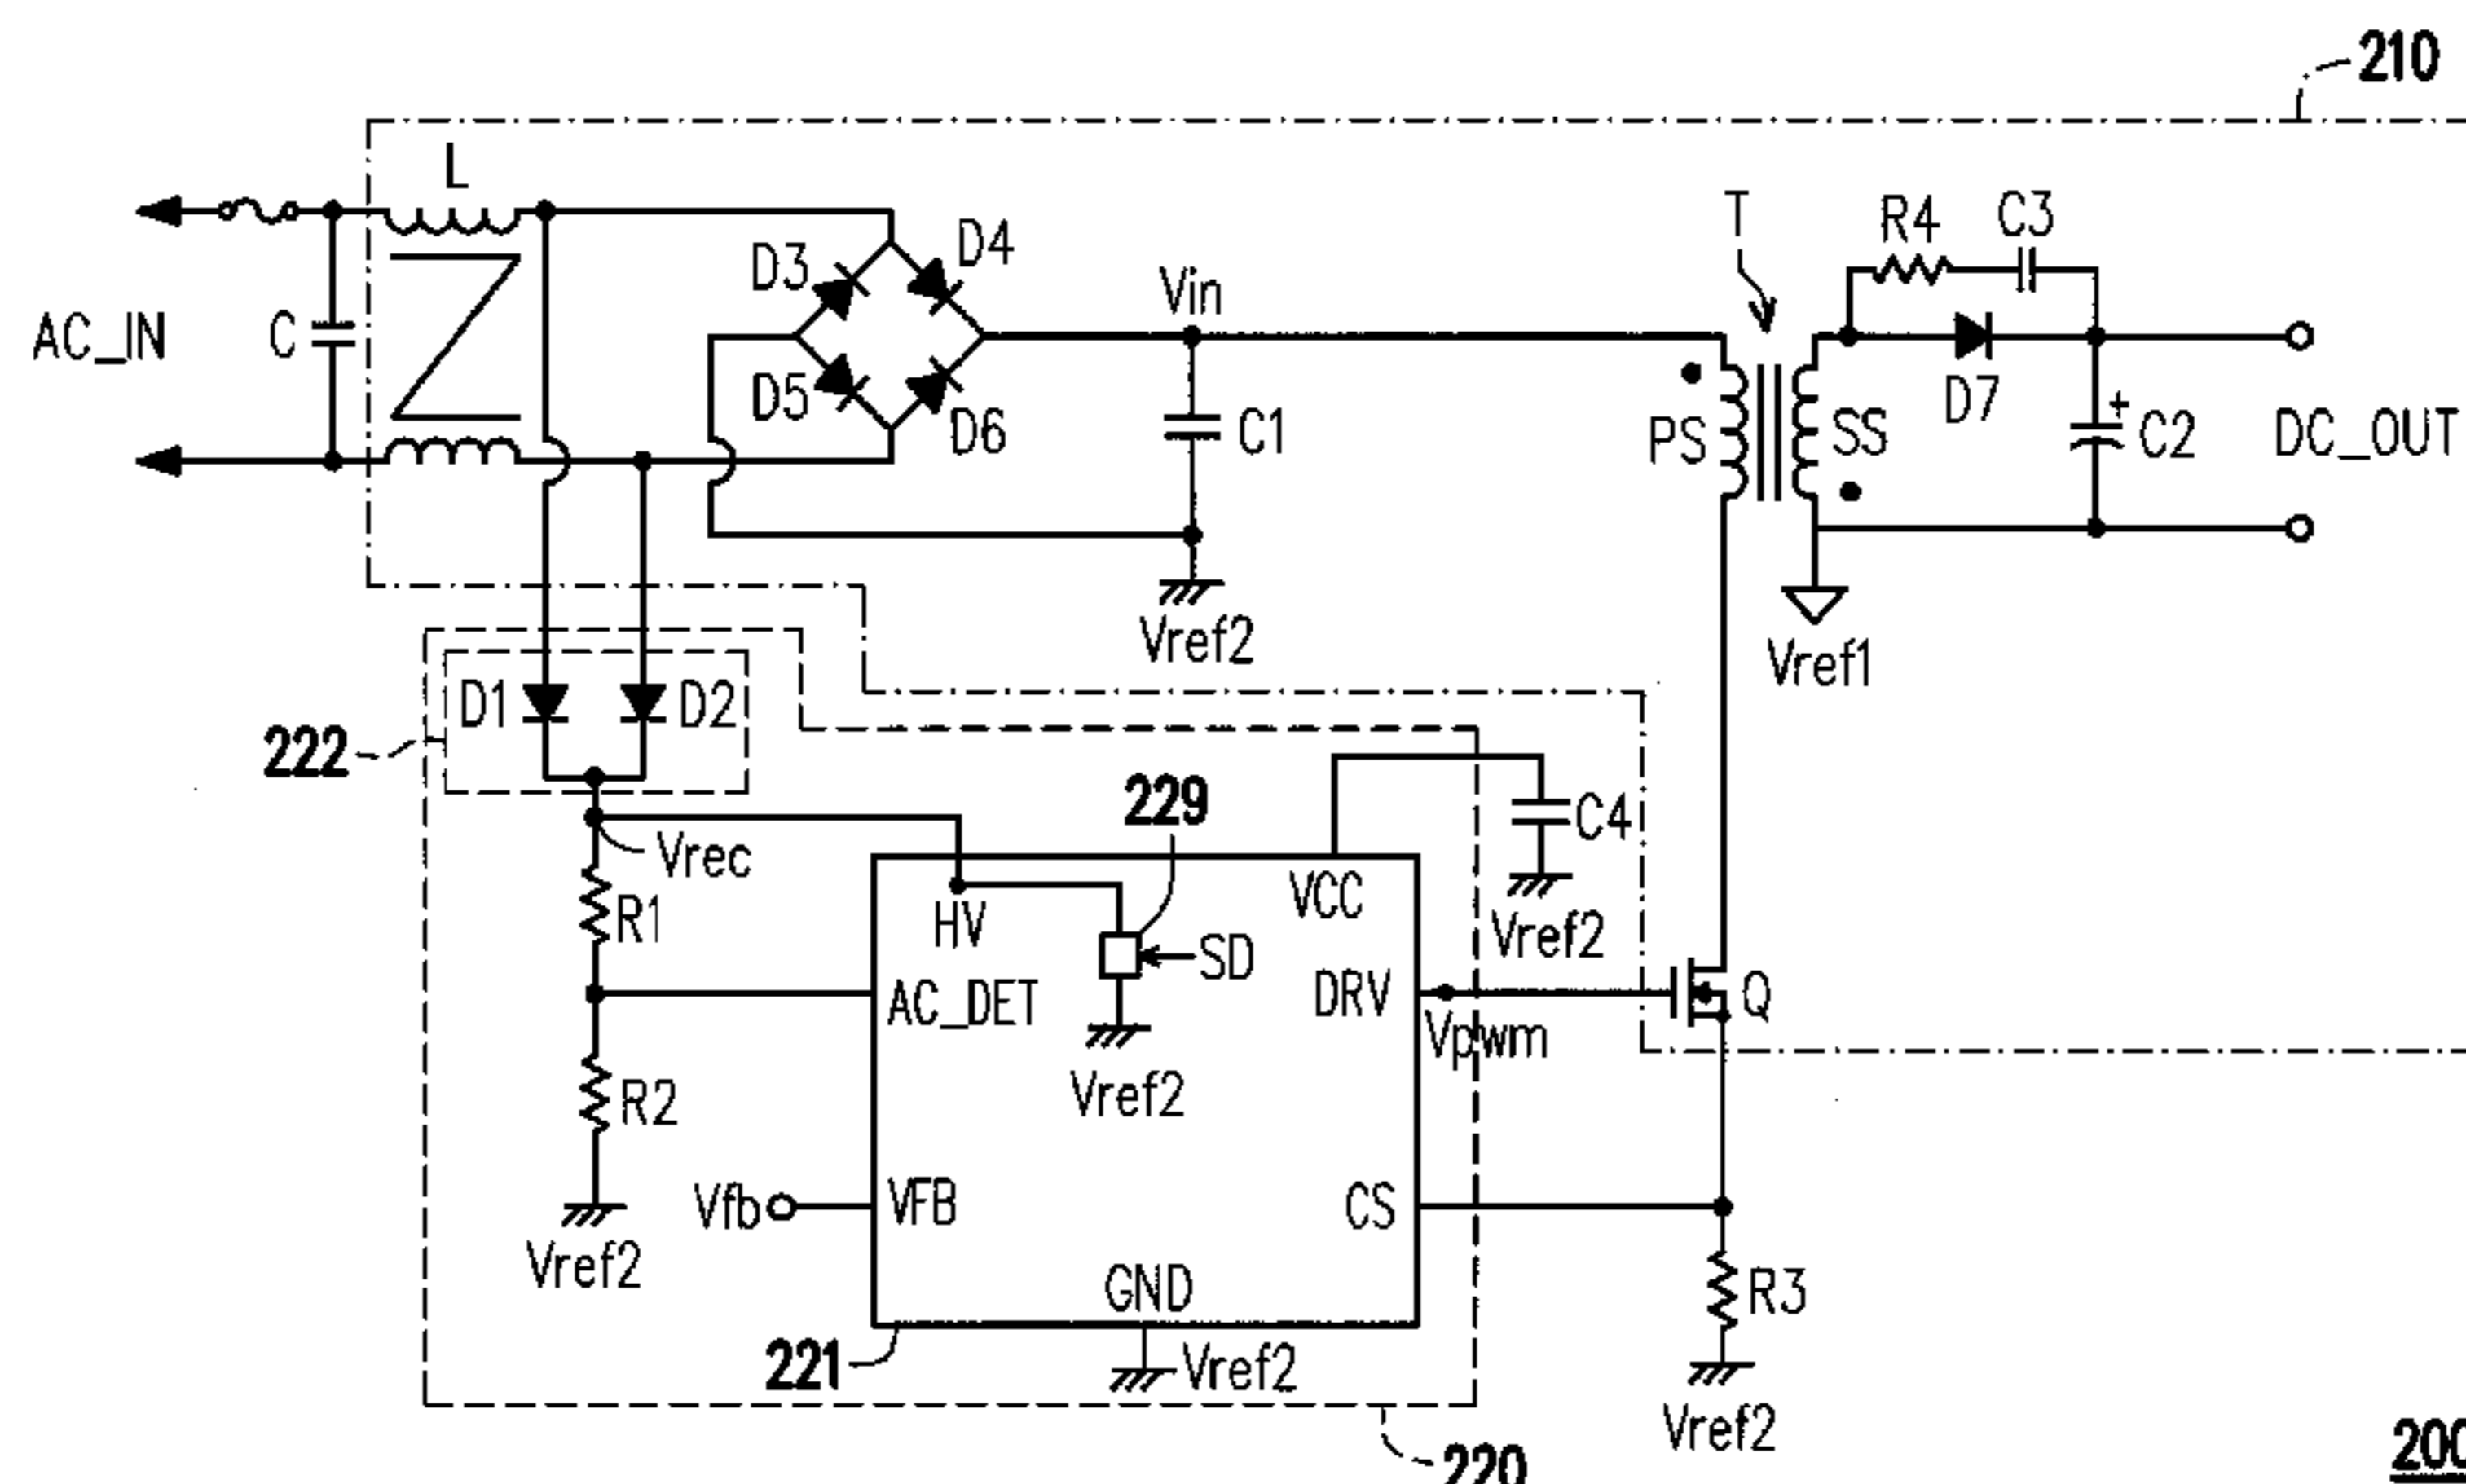 210
L
T
R4
C3
D3
D4
Vin
AC_IN
C
D5
D6
C1
PS
SS
D7
+
C2
DC_OUT
Vref2
Vref1
D1
D2
222
229
C4
Vrec
HV
VCC
Vref2
R1
SD
AC_DET
DRV
Q
Vpwm
Vref2
R2
Vfb
VFB
CS
Vref2
GND
R3
221
Vref2
Vref2
220
200